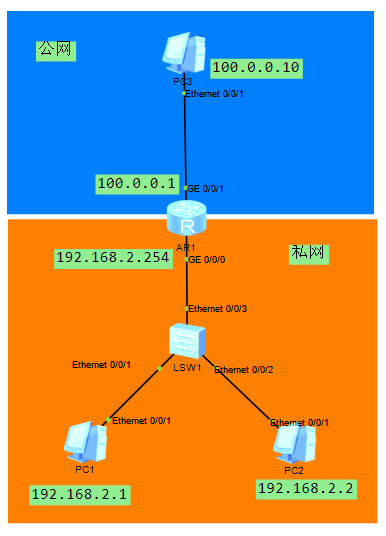 公网
PC3
100.0.0.10
Ethernet 0/0/1
100.0.0.1
GE 0/0/1
R
AR1
私网
192.168.2.254
GE 0/0/0
Ethernet 0/0/3
LSW1
Ethernet 0/0/1
Ethernet 0/0/2
Ethernet 0/0/1
Ethernet 0/0/1
PC1
PC2
192.168.2.1
192.168.2.2